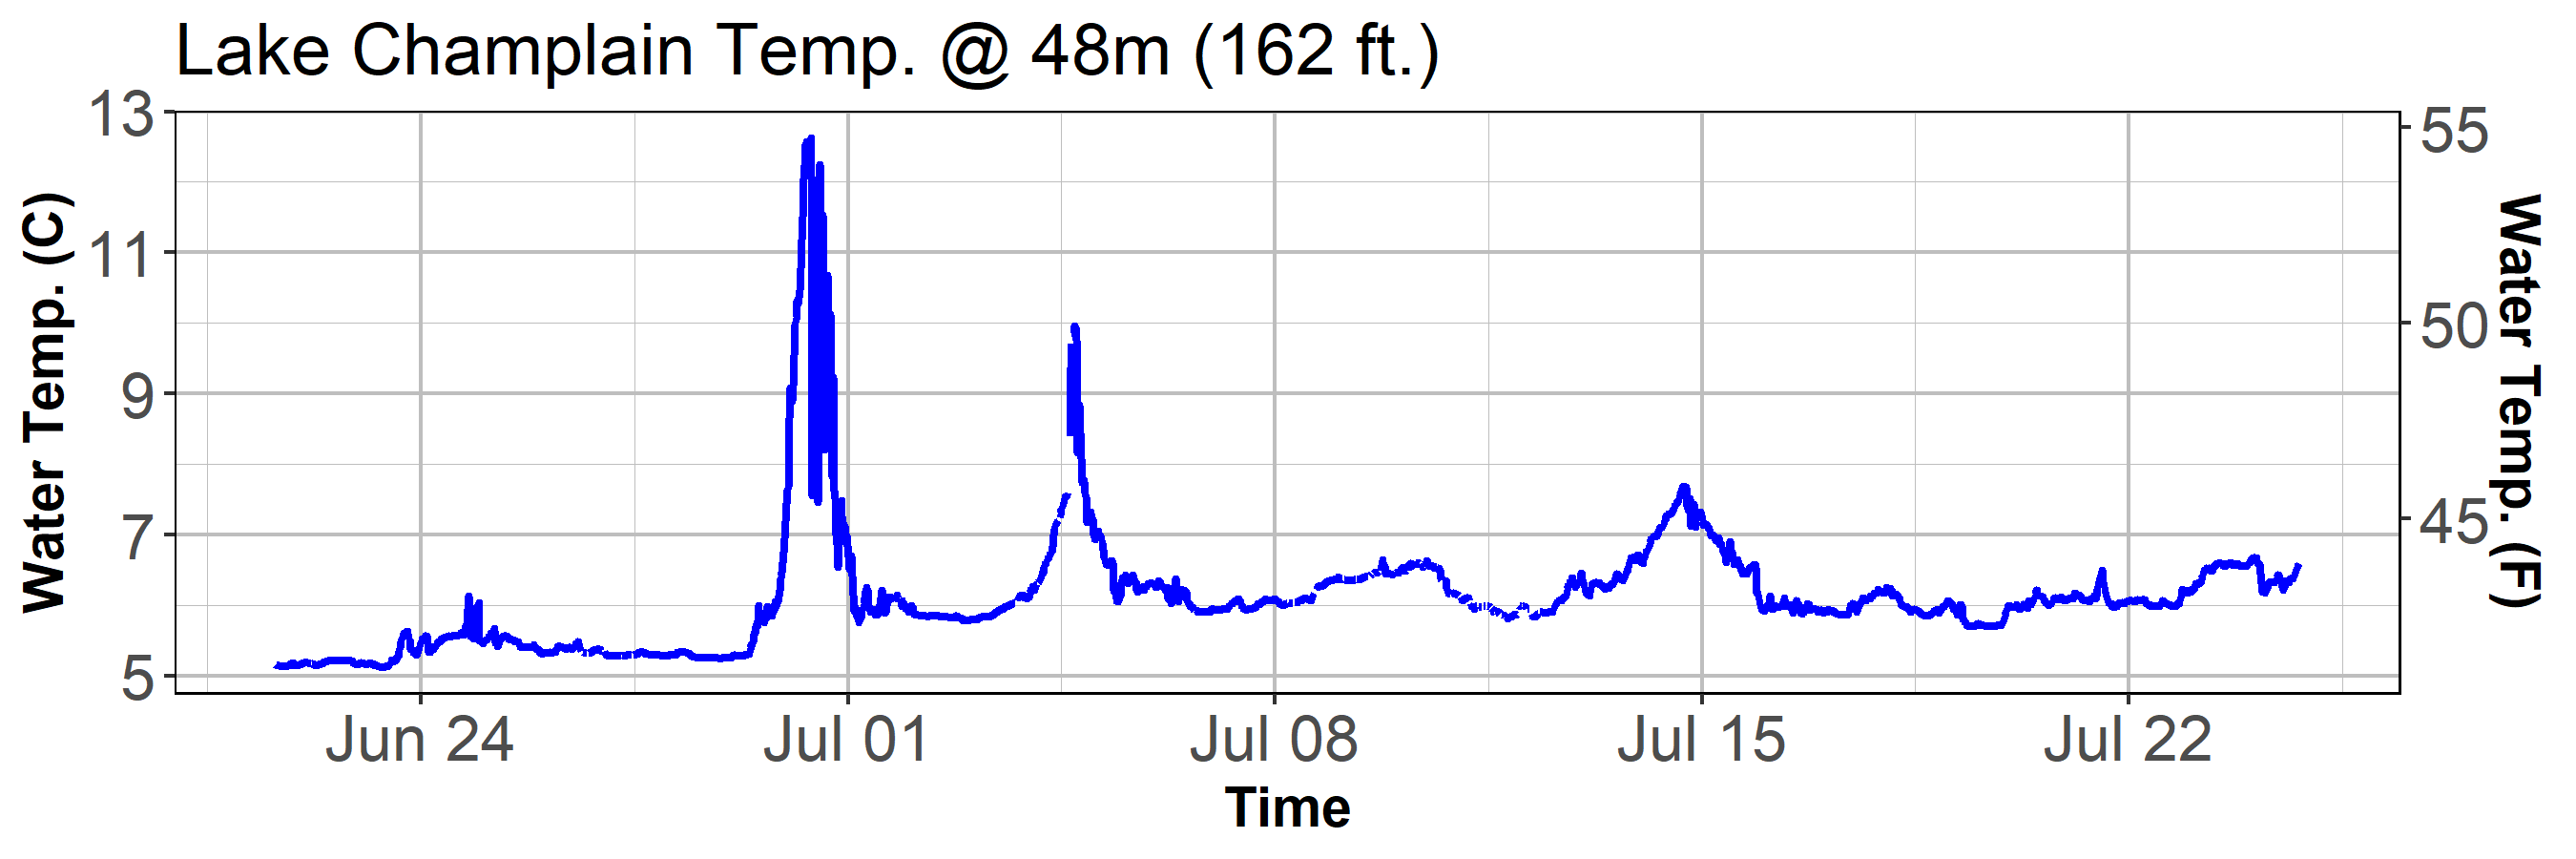 Lake Champlain Temp. @ 48m (162 ft.)
Water Temp. (C)
13
11
9
7
5
55
50
45
Water Temp. (F)
Jun 24 Jul 01 Jul 08 Jul 15 Jul 22
Time